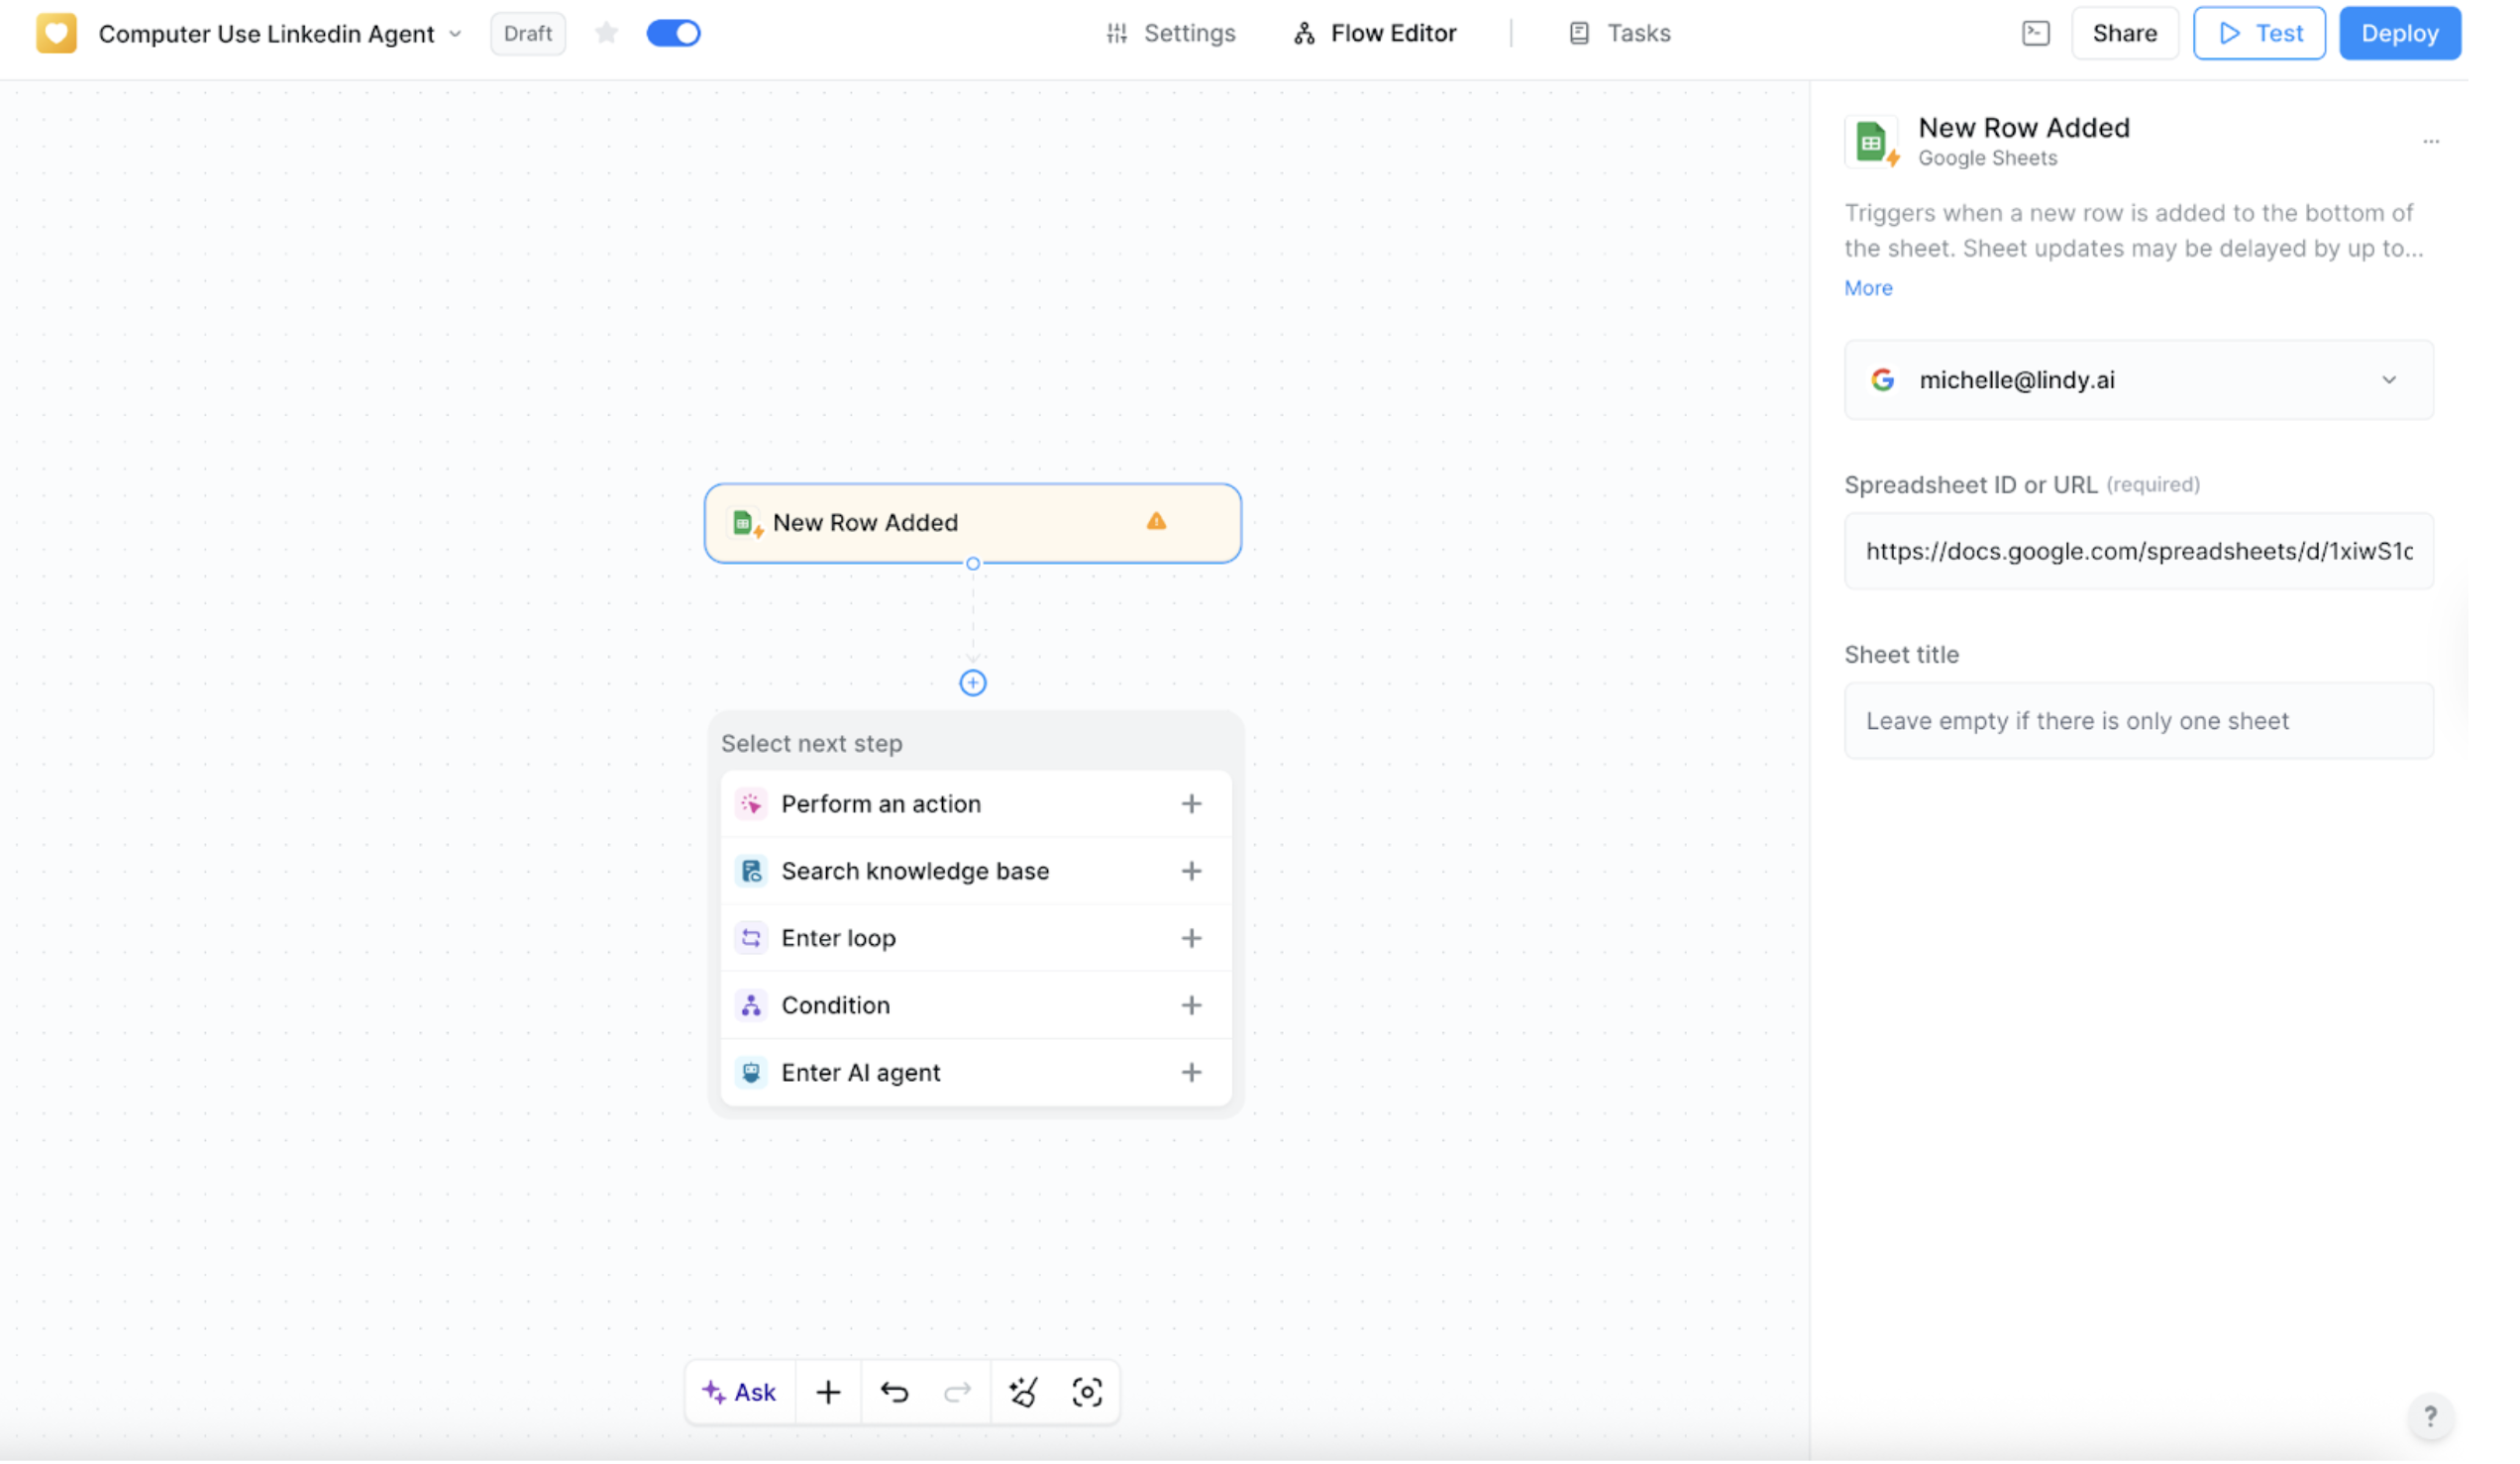 Computer Use Linkedin Agent
Draft
Settings
Flow Editor
Tasks
Share
Test
Deploy
New Row Added
Google Sheets
Triggers when a new row is added to the bottom of
the sheet. Sheet updates may be delayed by up to...
More
michelle@lindy.ai
Spreadsheet ID or URL (required)
https://docs.google.com/spreadsheets/d/1xiwS1c
Sheet title
Leave empty if there is only one sheet
New Row Added
Select next step
Perform an action
Search knowledge base
Enter loop
Condition
Enter AI agent
Ask
?